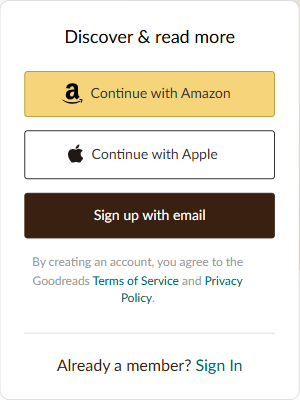 Discover & read more
Continue with Amazon
Continue with Apple
Sign up with email
By creating an account, you agree to the
Goodreads Terms of Service and Privacy
Policy.
Already a member? Sign In